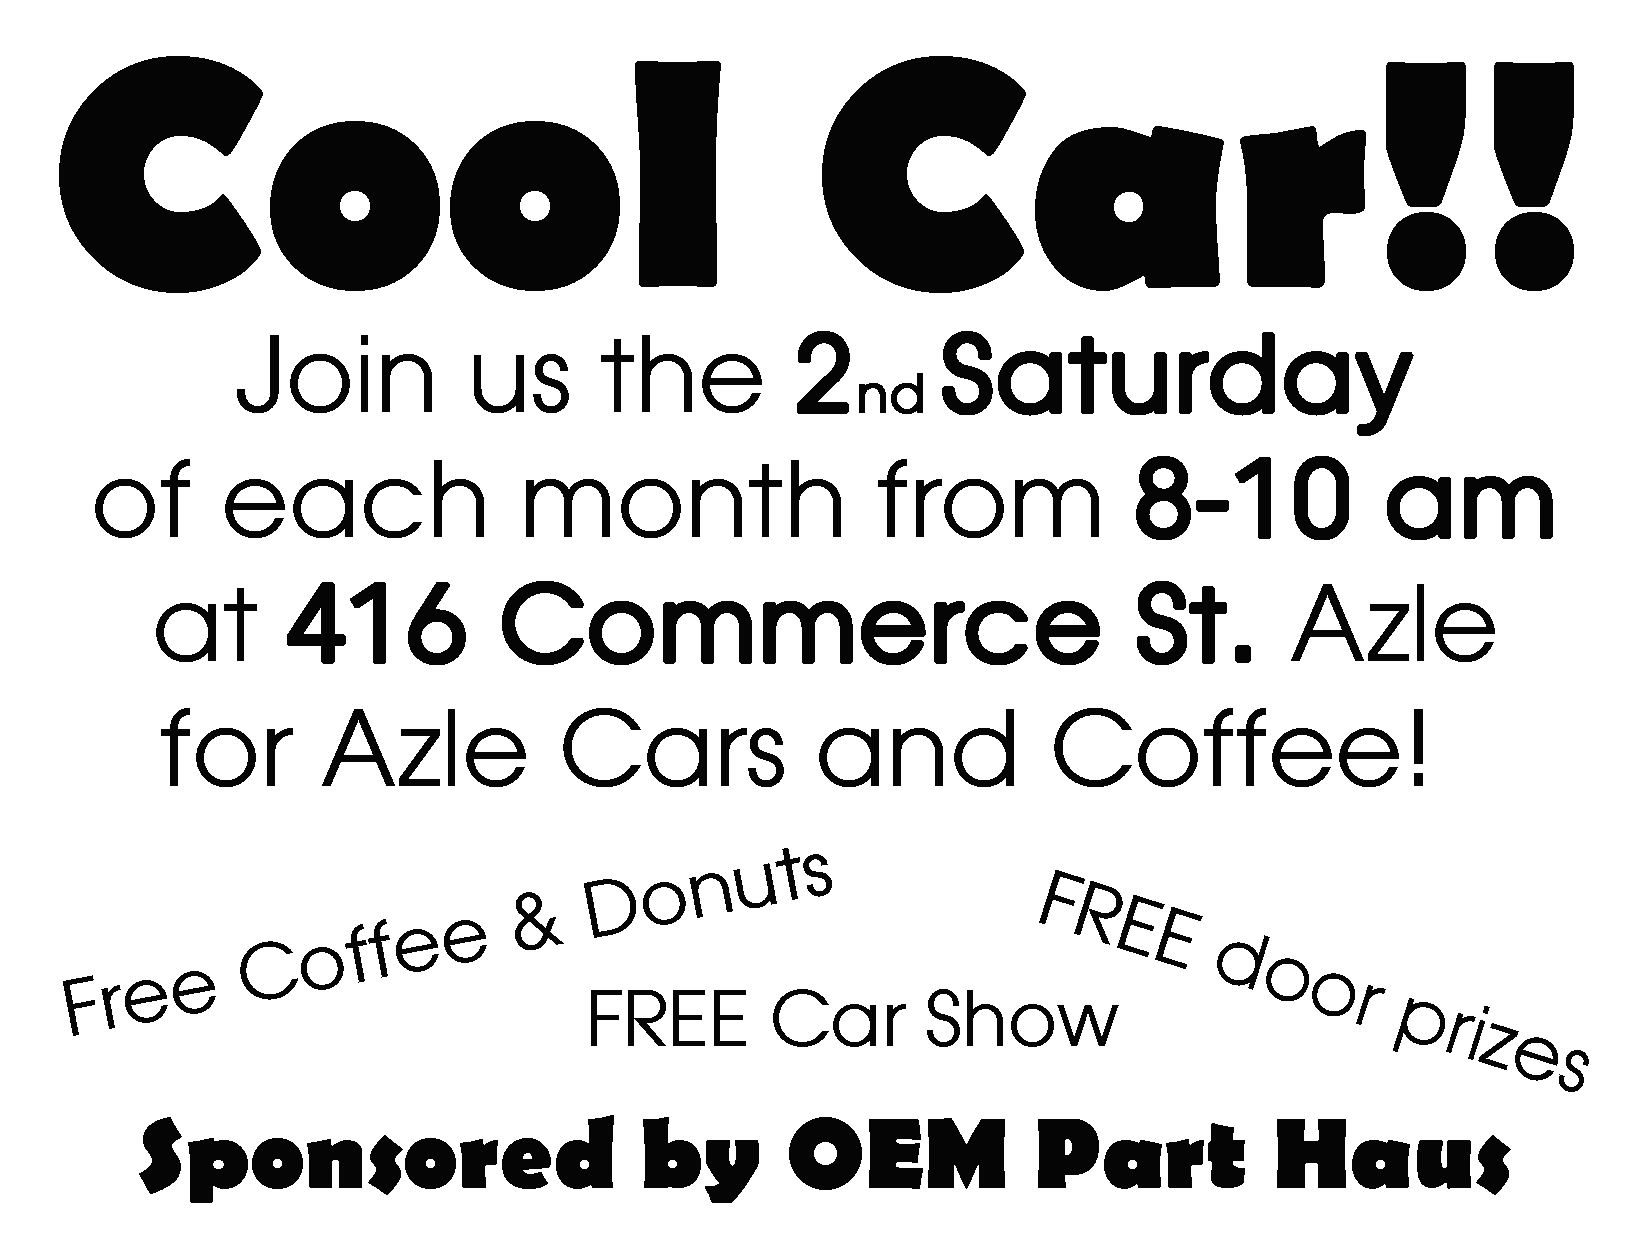 Cool Car!!
Join us the 2nd Saturday
of each month from 8-10 am
at 416 Commerce St. Azle
for Azle Cars and Coffee!
Free Coffee & Donuts
FREE Car Show
FREE door prizes
Sponsored by OEM Part Haus